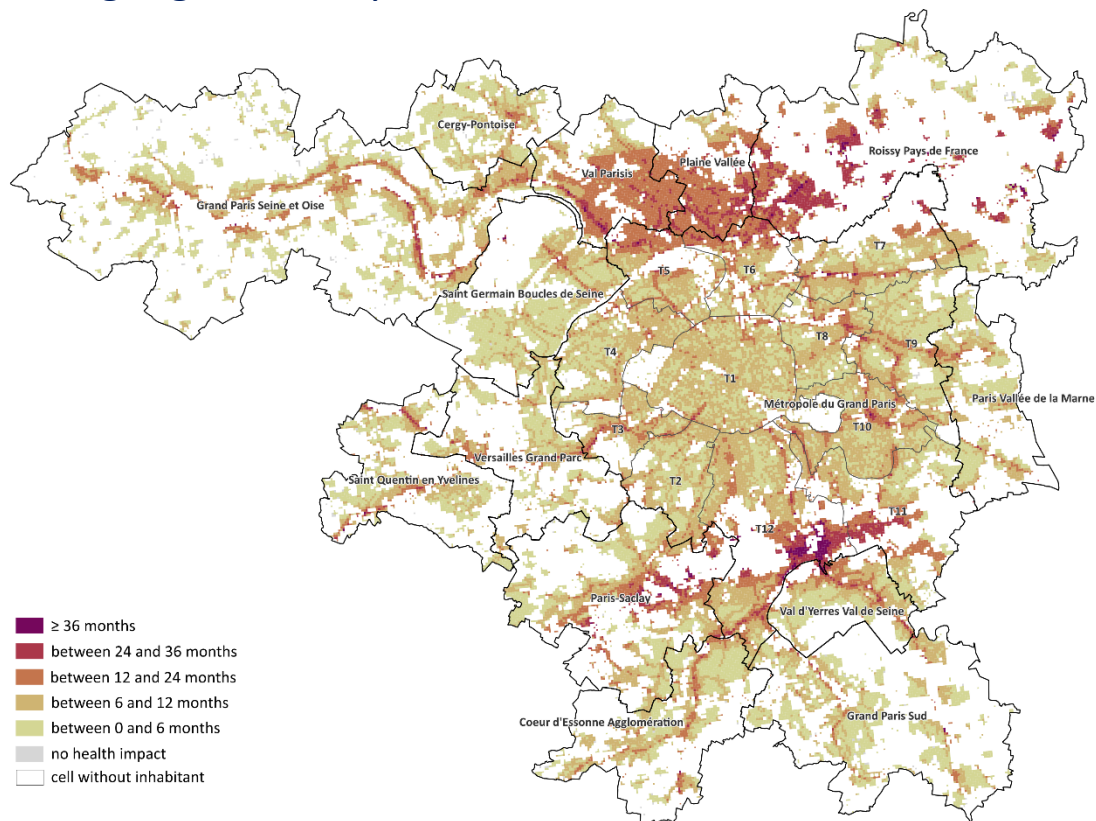 Cergy-Pontoise
Plaine Vallée
Roissy Pays de France
Val Parisis
Grand Paris Seine et Oise
T7
T5
T6
Saint Germain Boucles de Seine
T8
T9
T4
T1
Paris Vallée de la Marne
Métropole du Grand Paris
T10
T3
Versailles Grand Parc
Saint Quentin en Yvelines
T2
T11
T12
Paris-Saclay
Val d'Yerres Val de Seine
Coeur d'Essonne Agglomération
Grand Paris Sud
≥ 36 months
between 24 and 36 months
between 12 and 24 months
between 6 and 12 months
between 0 and 6 months
no health impact
cell without inhabitant